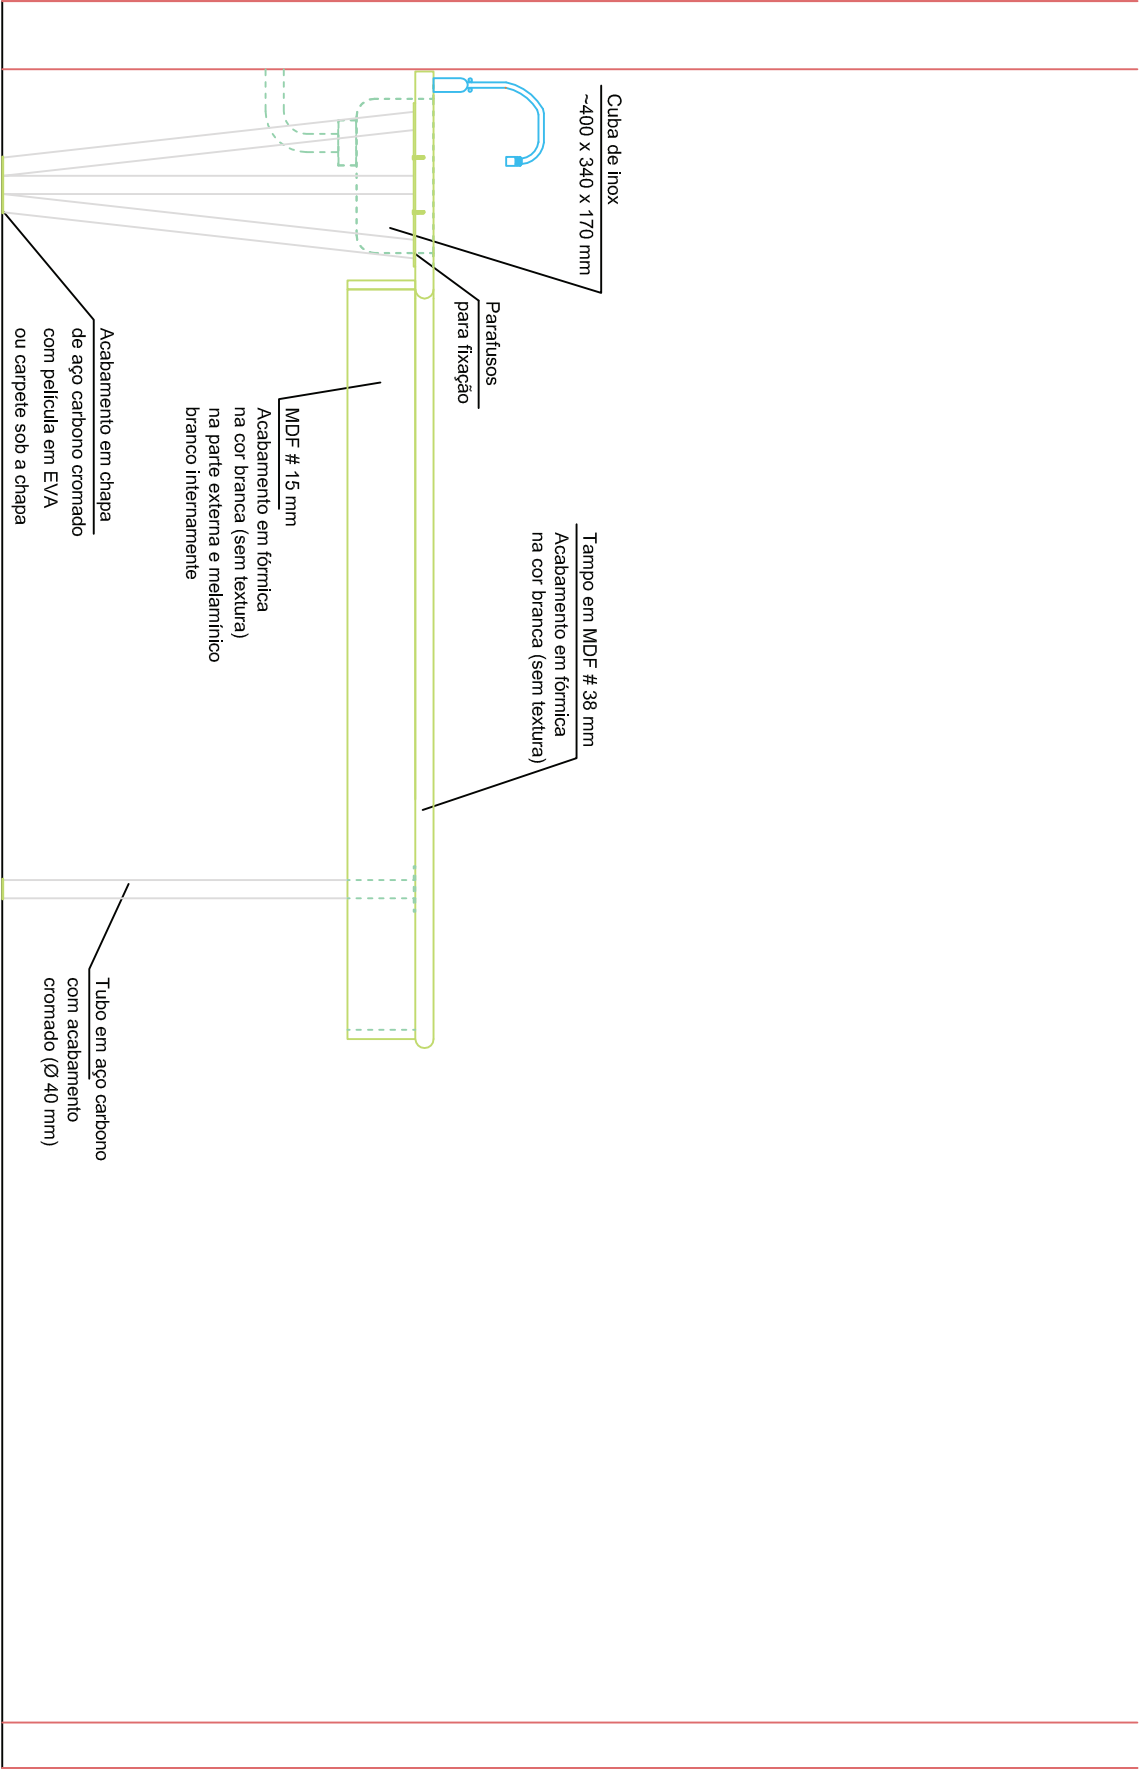 Cuba de inox
~400 x 340 x 170 mm
Parafusos
para fixação
Tampo em MDF # 38 mm
Acabamento em fórmica
na cor branca (sem textura)
MDF # 15 mm
Acabamento em fórmica
na cor branca (sem textura)
na parte externa e melamínico
branco internamente
Acabamento em chapa
de aço carbono cromado
com película em EVA
ou carpete sob a chapa
Tubo em aço carbono
com acabamento
cromado (Ø 40 mm)